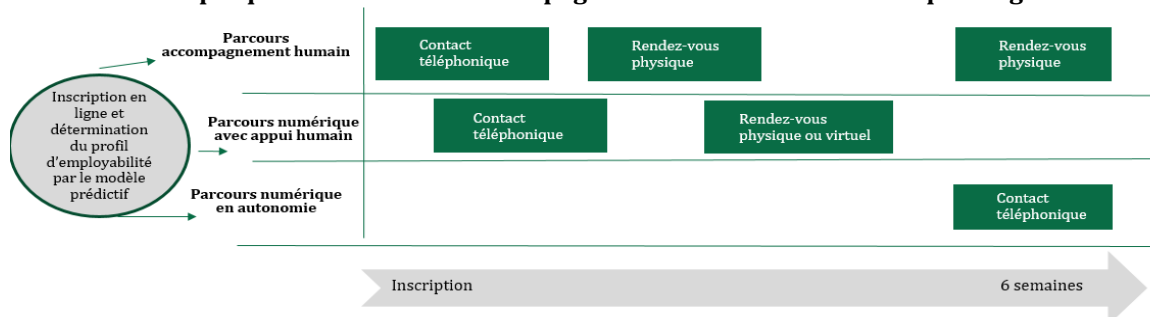 Parcours
accompagnement humain
Contact
téléphonique
Rendez-vous
physique
Rendez-vous
physique
Inscription en
ligne et
détermination
du profil
d'employabilité
par le modèle
prédictif
Parcours numérique
avec appui humain
Contact
téléphonique
Rendez-vous
physique ou virtuel
Parcours numérique
en autonomie
Contact
téléphonique
Inscription
6 semaines